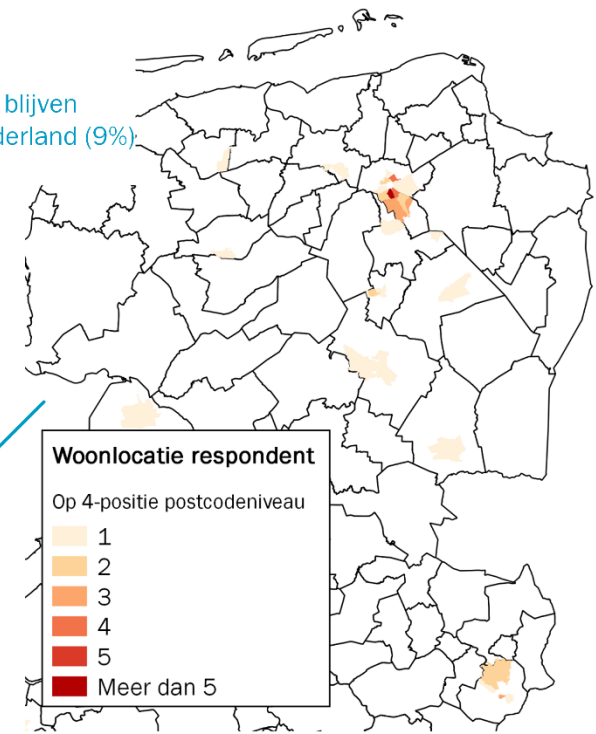 blijven
derland (9%)
Woonlocatie respondent
Op 4-positie postcodeniveau
1
2
3
4
5
Meer dan 5